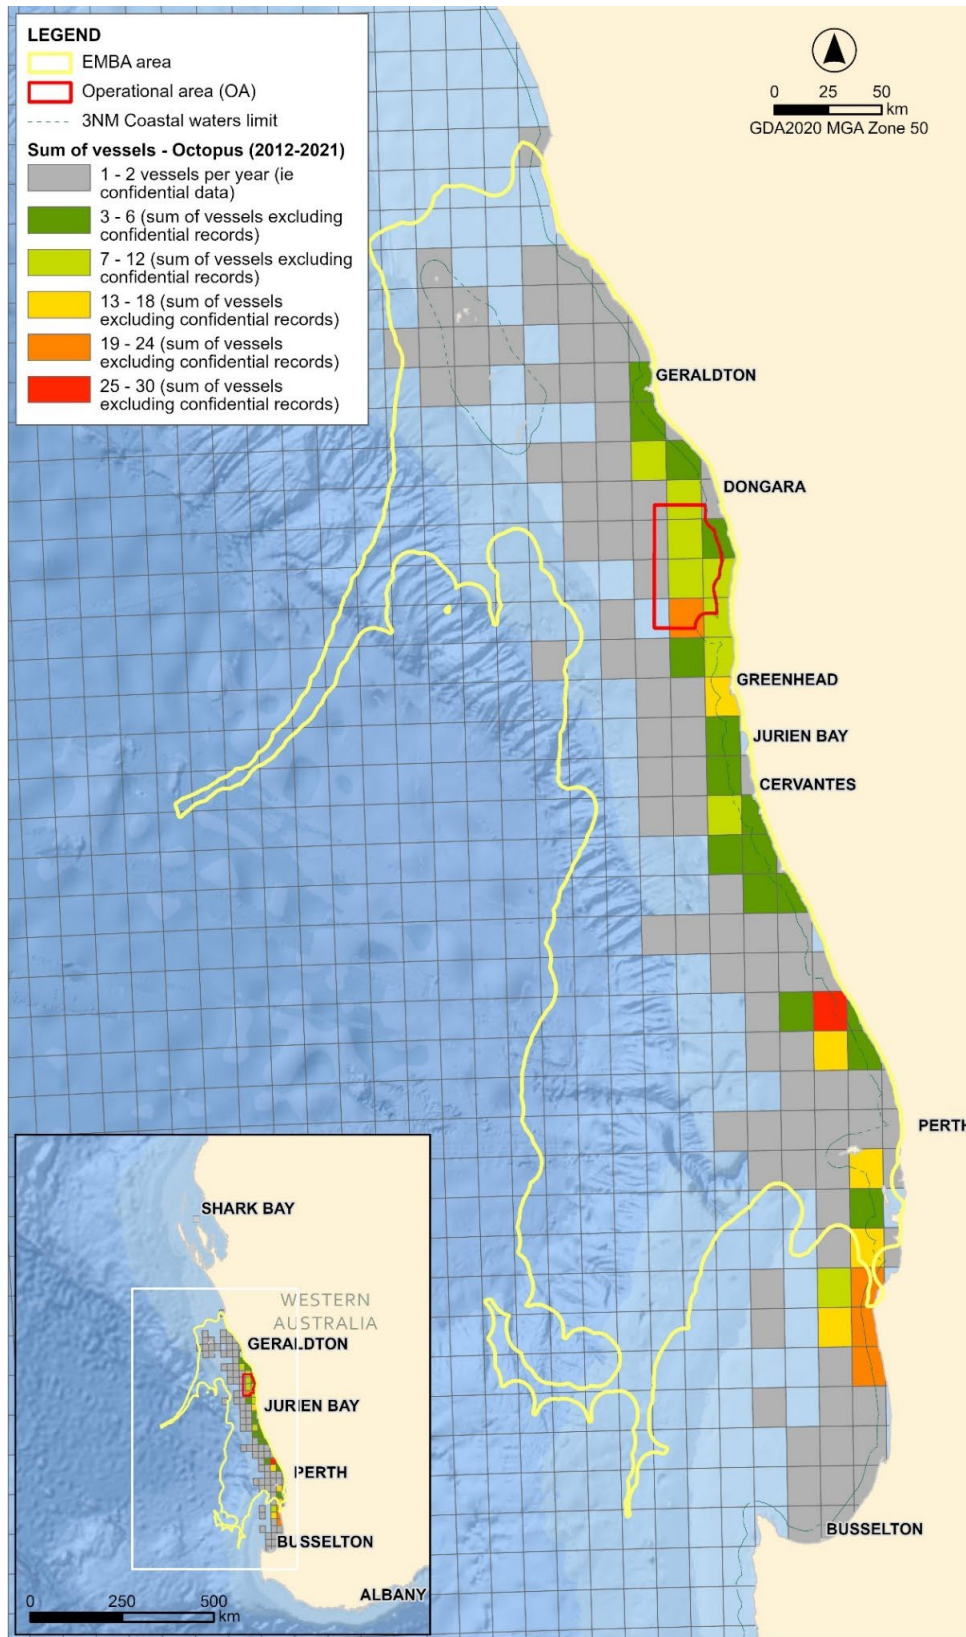 LEGEND
EMBA area
Operational area (OA)
3NM Coastal waters limit
Sum of vessels - Octopus (2012-2021)
1 - 2 vessels per year (ie
confidential data)
3 - 6 (sum of vessels excluding
confidential records)
7 - 12 (sum of vessels excluding
confidential records)
13 - 18 (sum of vessels
excluding confidential records)
19 - 24 (sum of vessels
excluding confidential records)
25 - 30 (sum of vessels
excluding confidential records)
0 25 50
km
GDA2020 MGA Zone 50
GERALDTON
DONGARA
GREENHEAD
JURIEN BAY
CERVANTES
PERTH
BUSSELTON
SHARK BAY
WESTERN
AUSTRALIA
GERALDTON
JURIEN BAY
PERTH
BUSSELTON
ALBANY
0 250 500
km